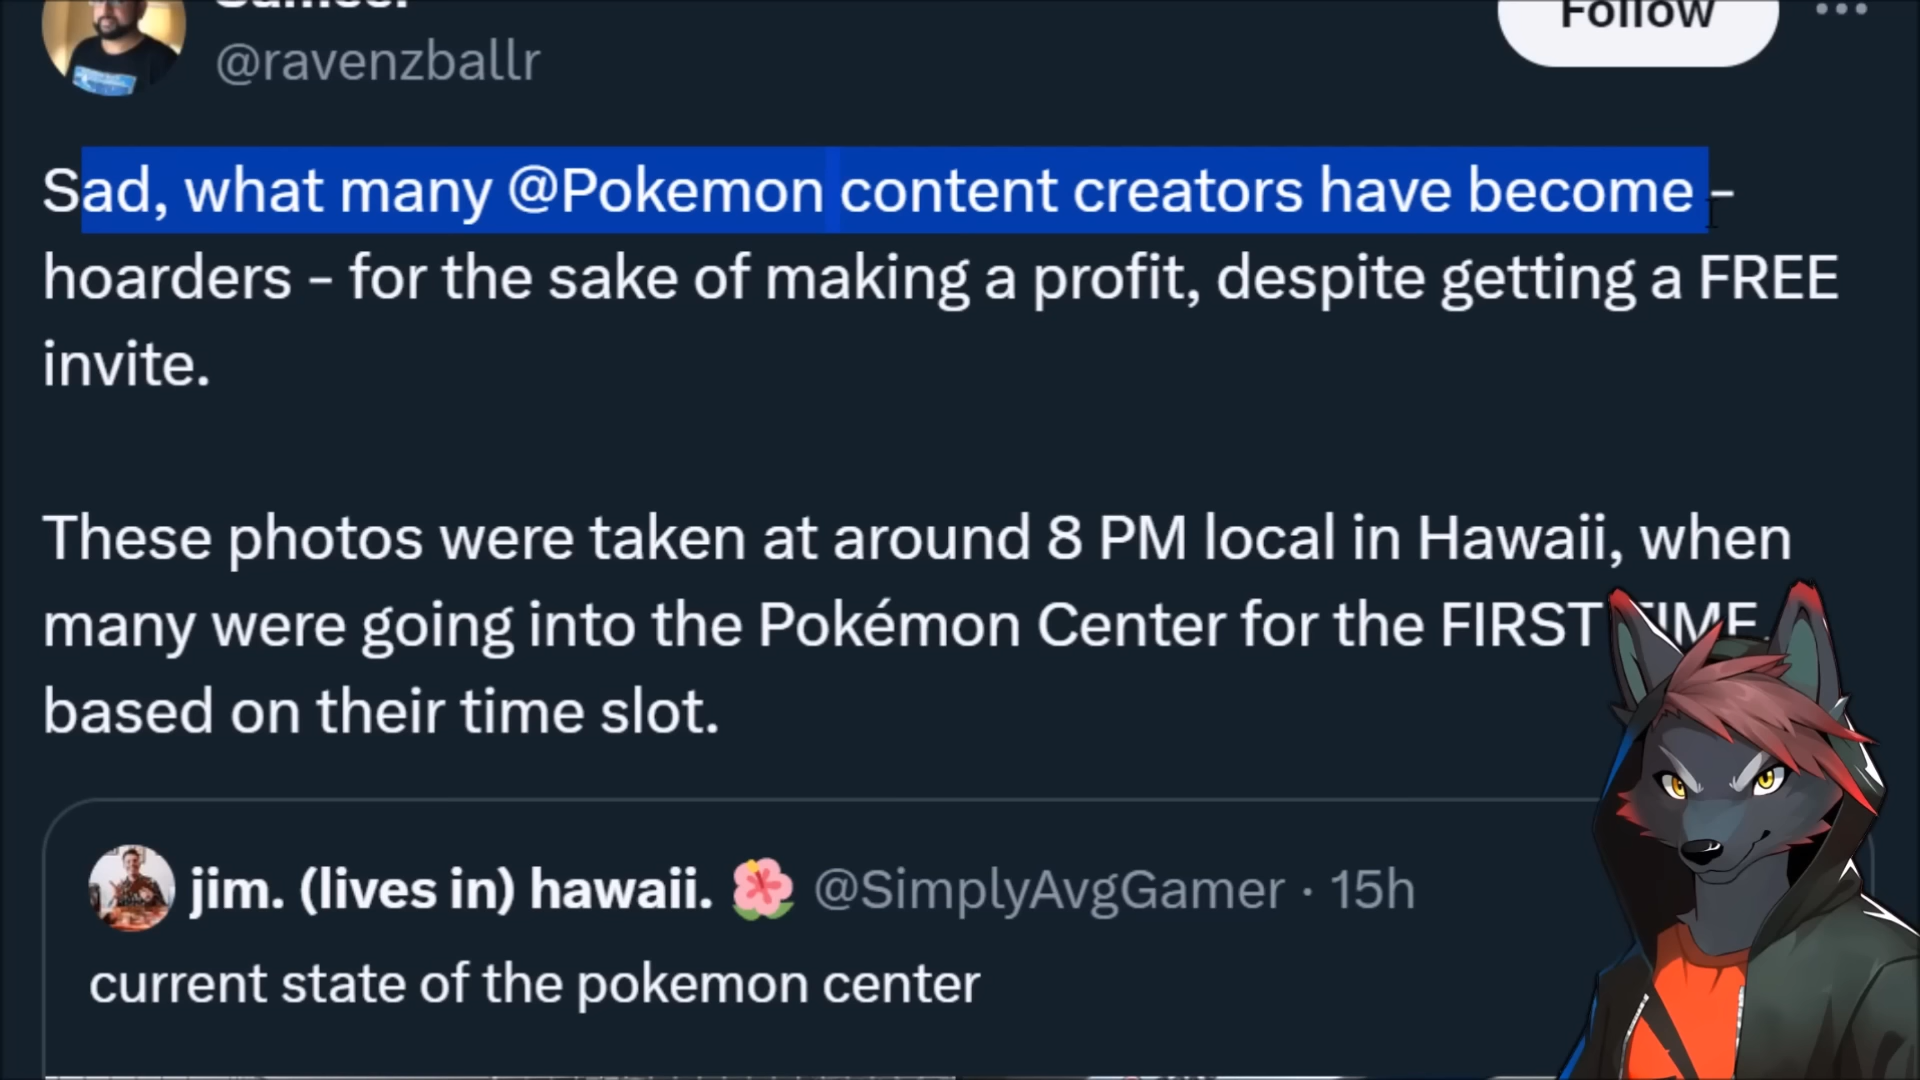 @ravenzballr
Follow
Sad, what many @Pokemon content creators have become -
hoarders - for the sake of making a profit, despite getting a FREE
invite.
These photos were taken at around 8 PM local in Hawaii, when
many were going into the Pokémon Center for the FIRST TIME
based on their time slot.
jim. (lives in) hawaii. 🌺 @SimplyAvgGamer · 15h
current state of the pokemon center